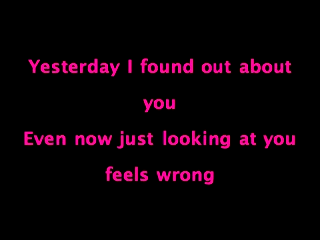 Yesterday I found out about
you
Even now just looking at you
feels wrong